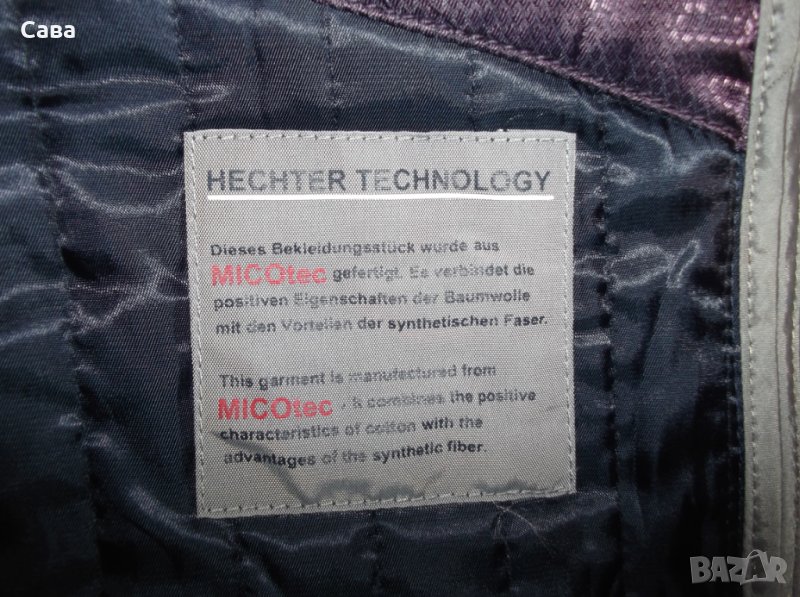 Сава
HECHTER TECHNOLOGY
Dieses Bekleidungsstück wurde aus
MICOtec gefertigt. Es verbindet die
positiven Eigenschaften der Baumwolle
mit den Vorteilen der synthetischen Faser.
This garment is manufactured from
MICOtec . It combines the positive
characteristics of cotton with the
advantages of the synthetic fiber.
BAZAR